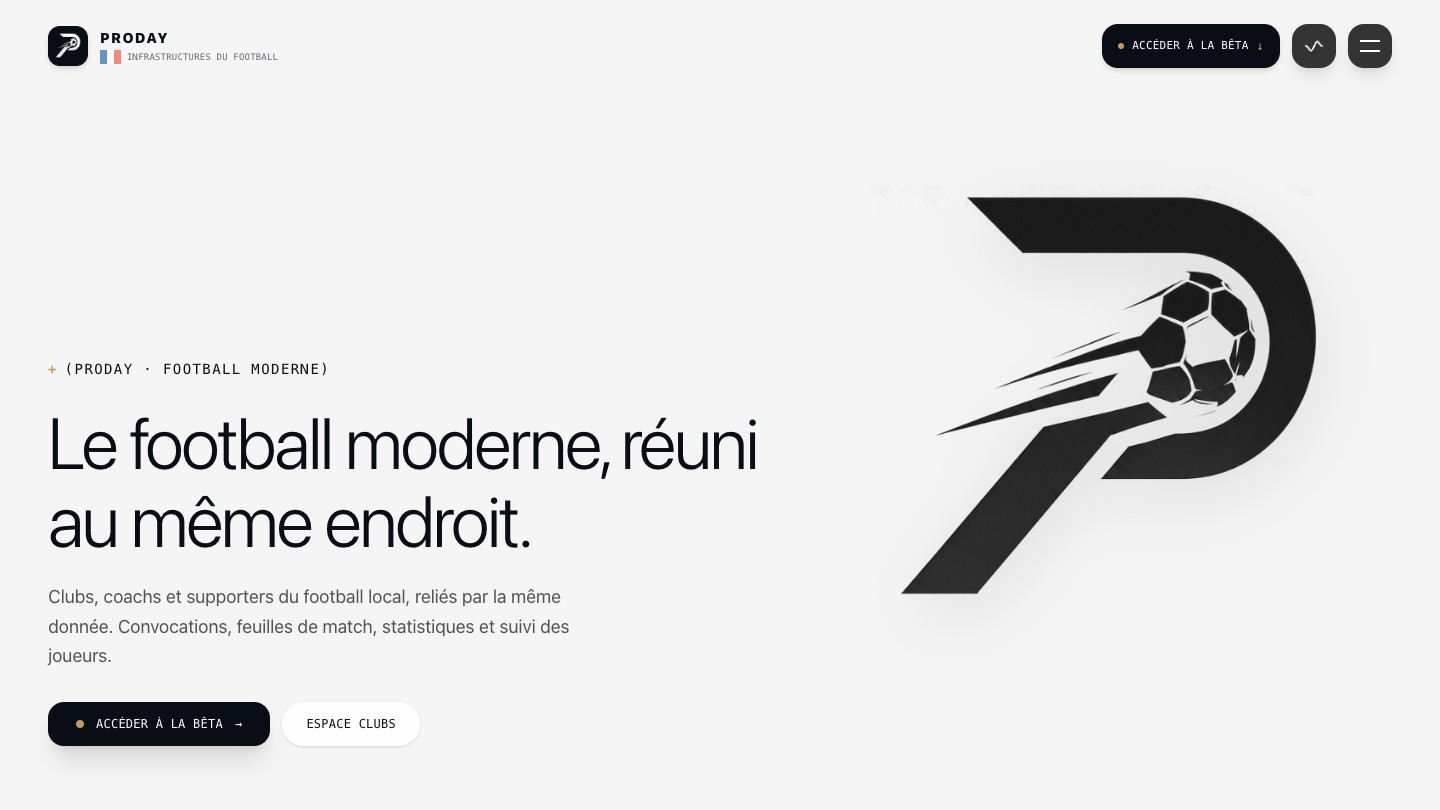 PRODAY
INFRASTRUCTURES DU FOOTBALL
ACCÉDER À LA BÊTA ↓
+ (PRODAY · FOOTBALL MODERNE)
Le football moderne, réuni
au même endroit.
Clubs, coachs et supporters du football local, reliés par la même
donnée. Convocations, feuilles de match, statistiques et suivi des
joueurs.
ACCÉDER À LA BÊTA →
ESPACE CLUBS